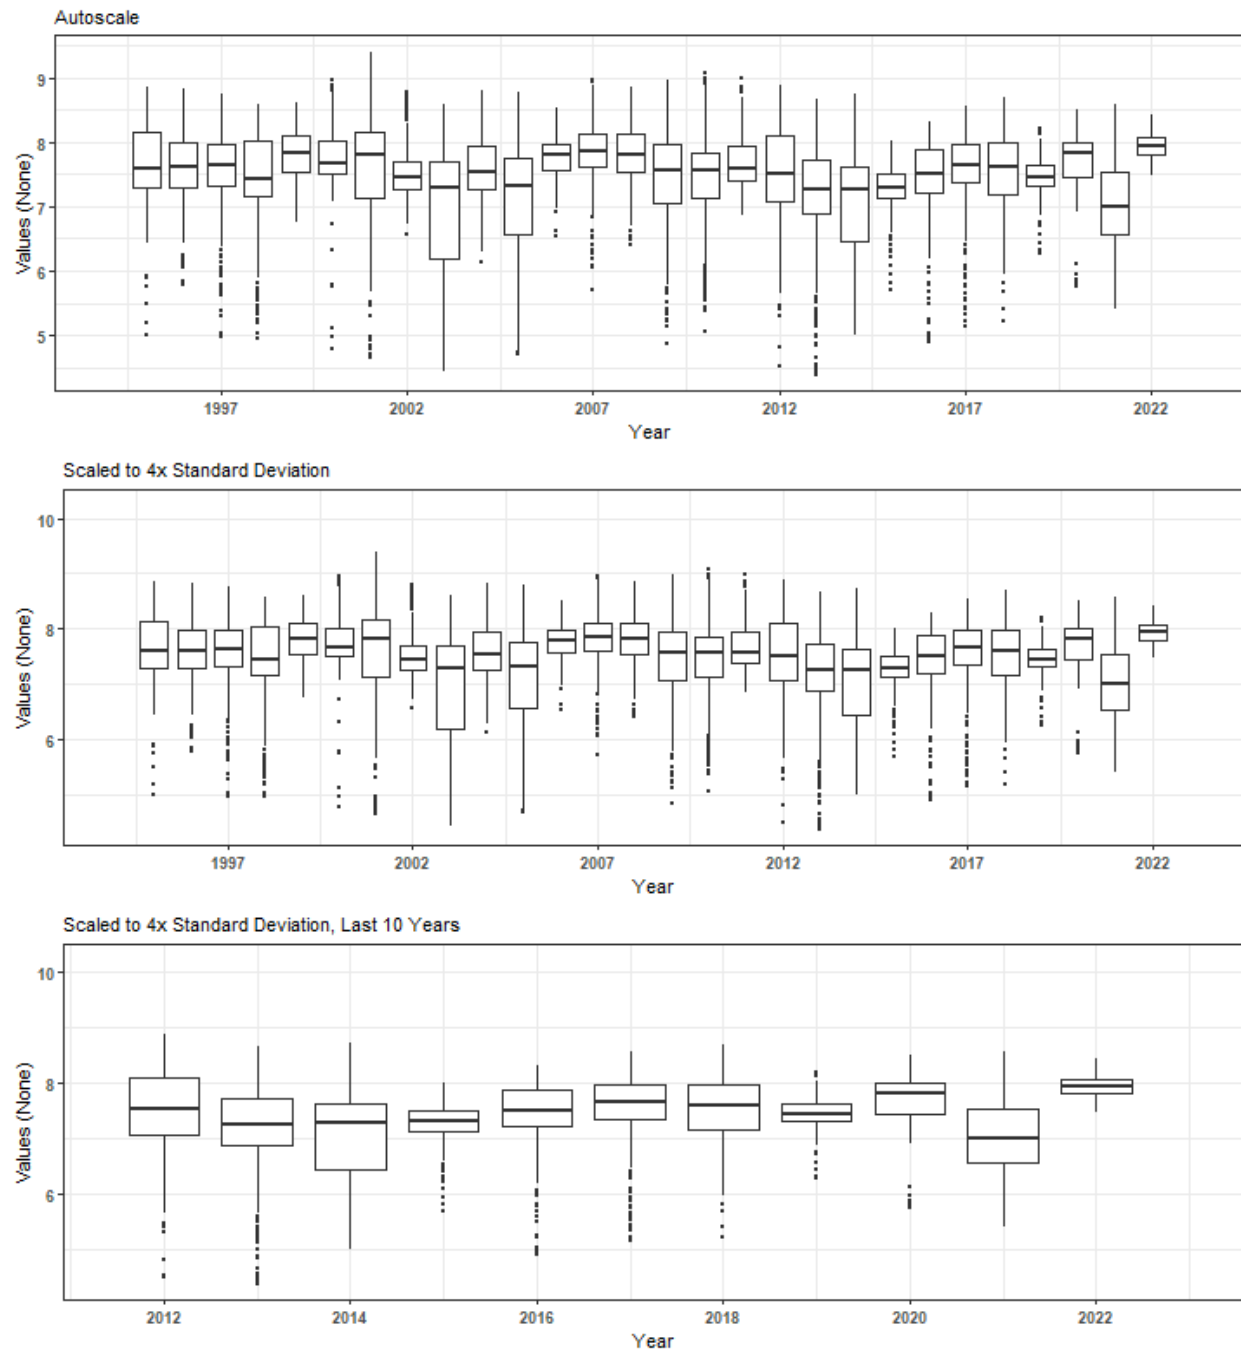 Autoscale
9
8
7
6
5
Values (None)
1997 2002 2007 2012 2017 2022
Year
Scaled to 4x Standard Deviation
10
8
6
Values (None)
1997 2002 2007 2012 2017 2022
Year
Scaled to 4x Standard Deviation, Last 10 Years
10
8
6
Values (None)
2012 2014 2016 2018 2020 2022
Year